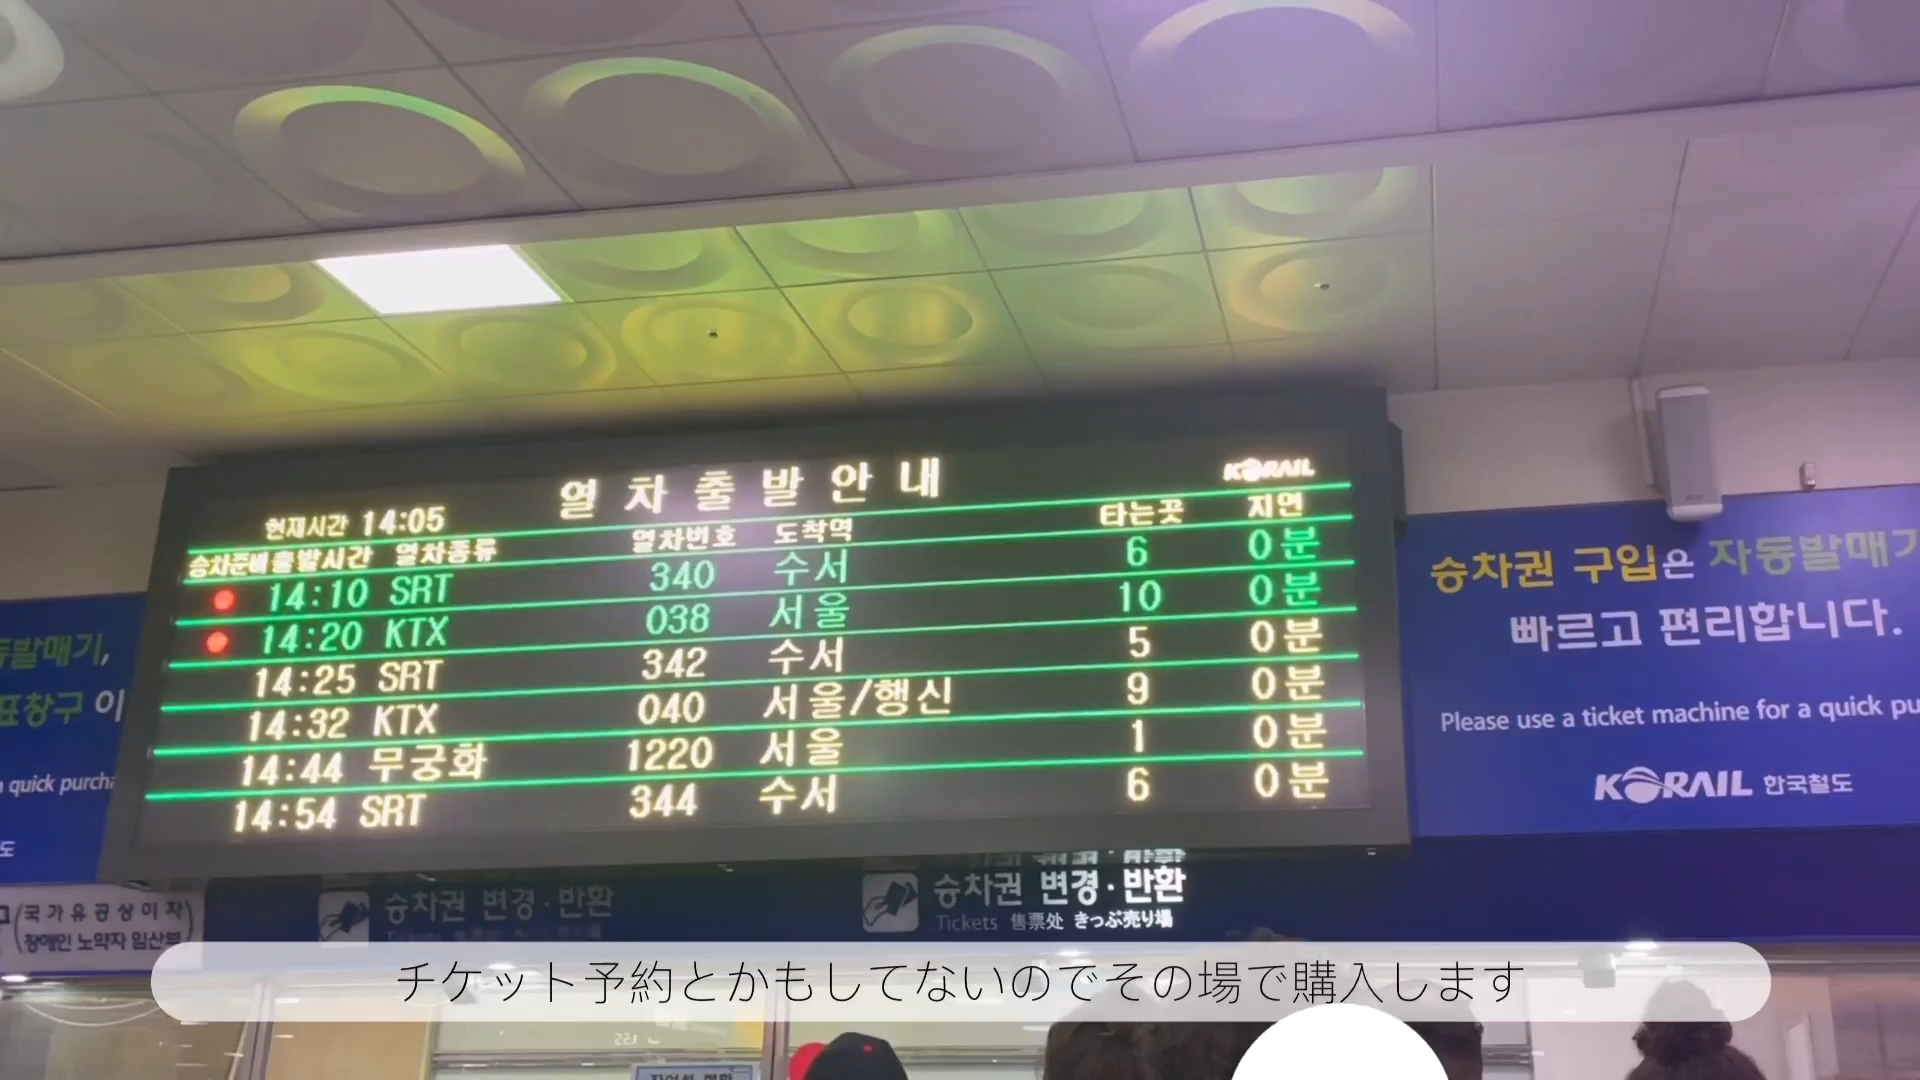 열차출발안내
KORAIL
현재시간 14:05
승차준비 출발시간 열차종류 열차번호 도착역 타는곳 지연
14:10 SRT 340 수서 6 0분
14:20 KTX 038 서울 10 0분
14:25 SRT 342 수서 5 0분
14:32 KTX 040 서울/행신 9 0분
14:44 무궁화 1220 서울 1 0분
14:54 SRT 344 수서 6 0분
승차권 구입은 자동발매기
빠르고 편리합니다.
Please use a ticket machine for a quick pu
KORAIL 한국철도
동발매기,
표창구 이
quick purcha
도
(국가유공상이자)
장애인 노약자 임산부
승차권 변경·반환
승차권 변경·반환
Tickets 售票处 きっぷ売り場
チケット予約とかもしてないのでその場で購入します